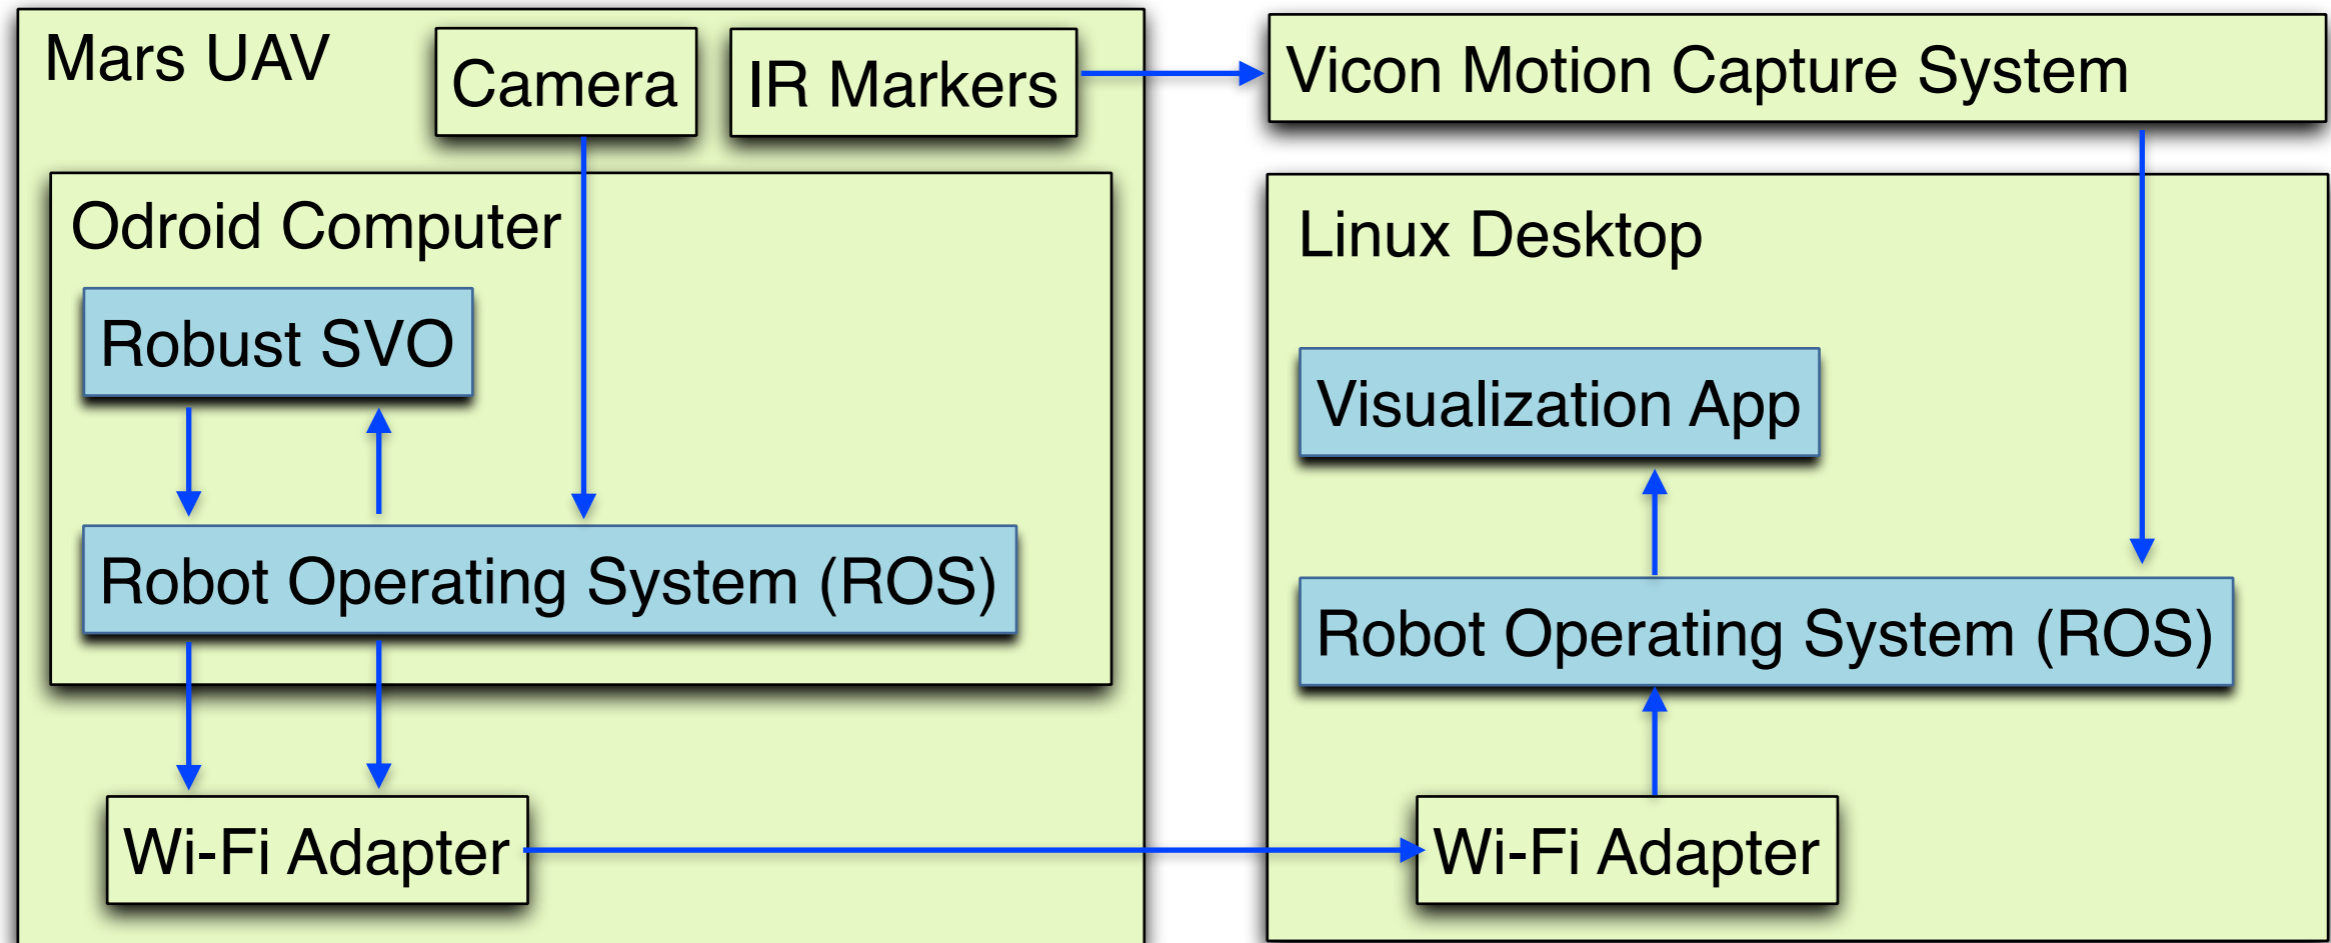 Mars UAV
Camera
IR Markers
Vicon Motion Capture System
Odroid Computer
Robust SVO
Robot Operating System (ROS)
Wi-Fi Adapter
Linux Desktop
Visualization App
Robot Operating System (ROS)
Wi-Fi Adapter